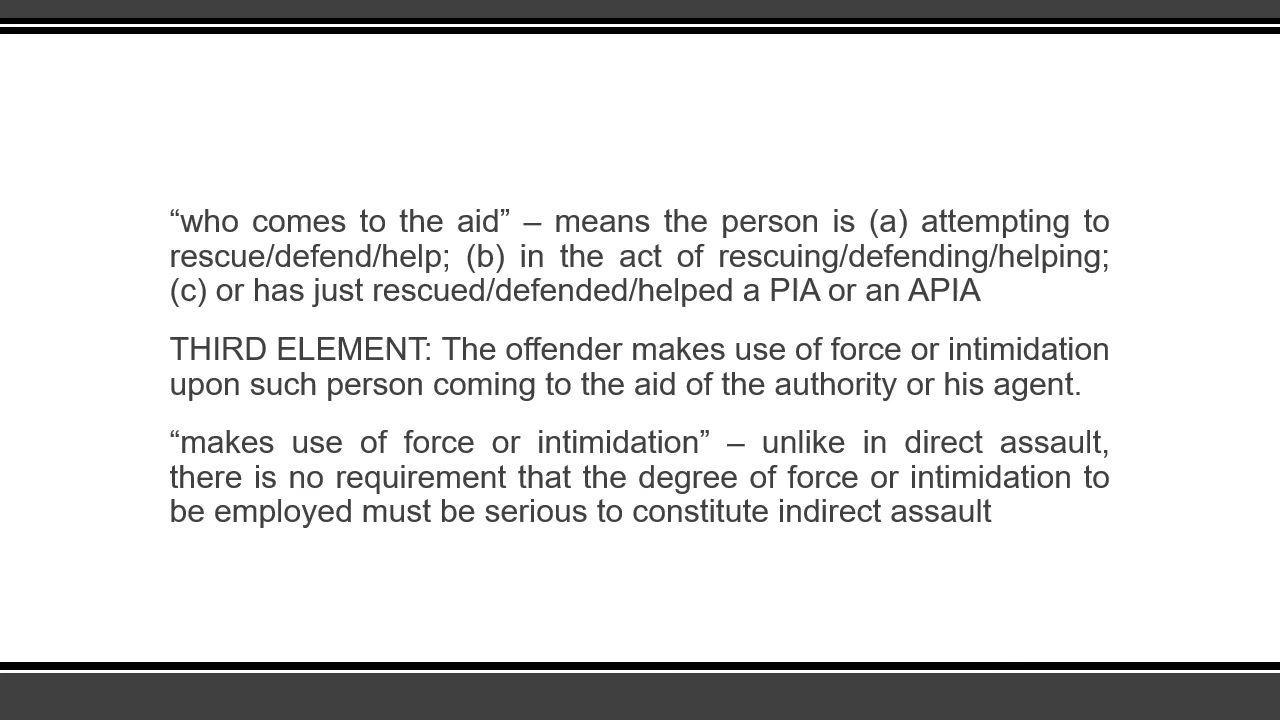 “who comes to the aid” – means the person is (a) attempting to
rescue/defend/help; (b) in the act of rescuing/defending/helping;
(c) or has just rescued/defended/helped a PIA or an APIA
THIRD ELEMENT: The offender makes use of force or intimidation
upon such person coming to the aid of the authority or his agent.
“makes use of force or intimidation” – unlike in direct assault,
there is no requirement that the degree of force or intimidation to
be employed must be serious to constitute indirect assault